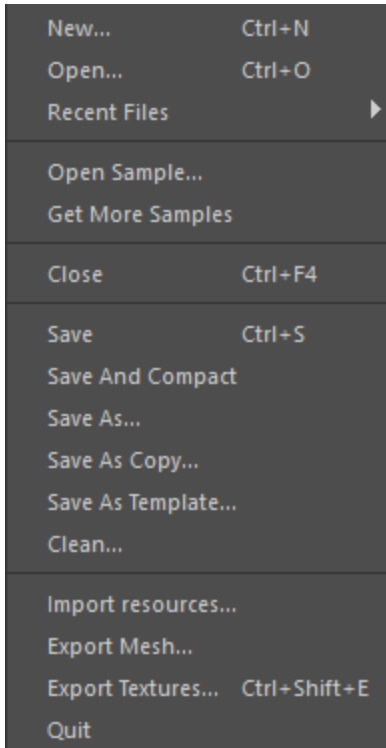 New... Ctrl+N
Open... Ctrl+O
Recent Files
Open Sample...
Get More Samples
Close Ctrl+F4
Save Ctrl+S
Save And Compact
Save As...
Save As Copy...
Save As Template...
Clean...
Import resources...
Export Mesh...
Export Textures... Ctrl+Shift+E
Quit